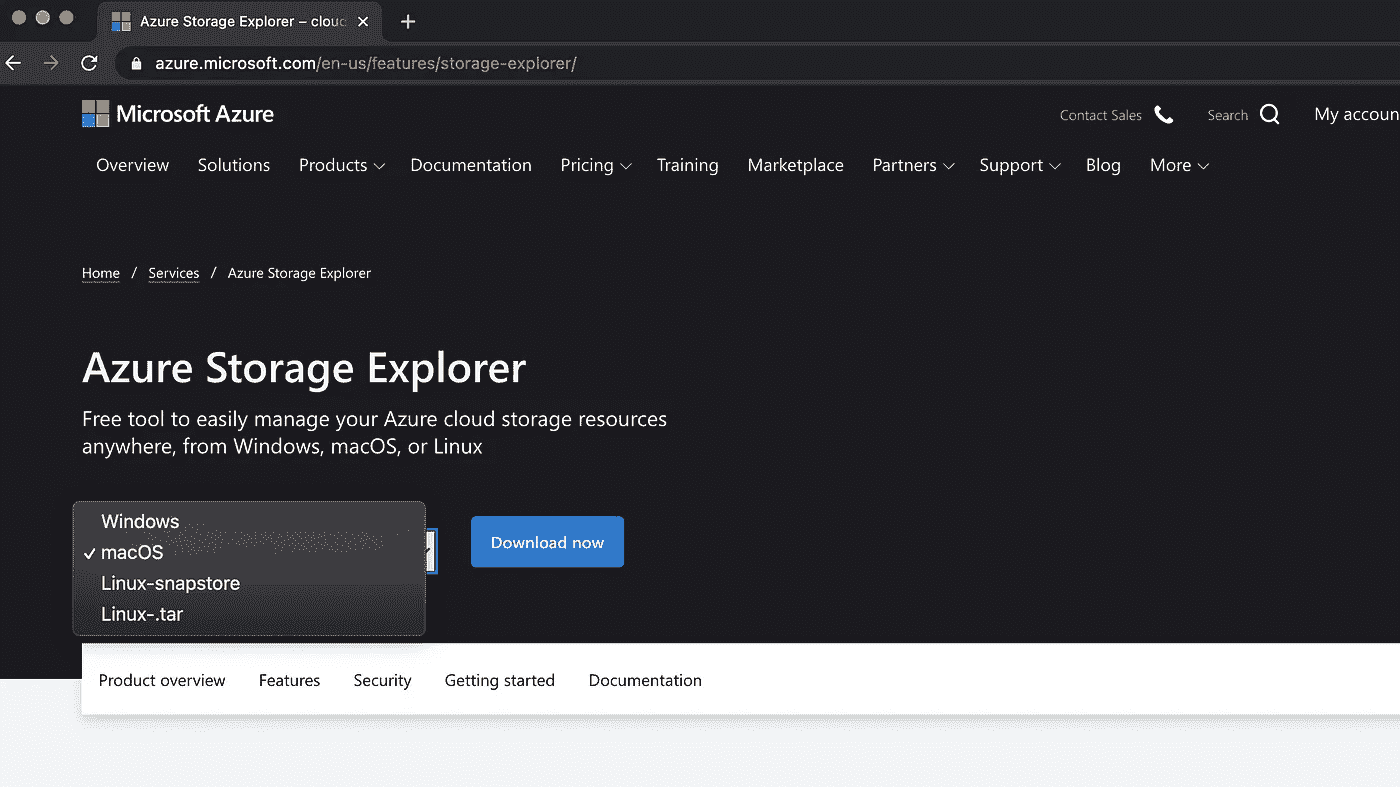 Azure Storage Explorer – clou
azure.microsoft.com/en-us/features/storage-explorer/
Microsoft Azure
Contact Sales
Search
My accoun
Overview Solutions Products Documentation Pricing Training Marketplace Partners Support Blog More
Home / Services / Azure Storage Explorer
Azure Storage Explorer
Free tool to easily manage your Azure cloud storage resources
anywhere, from Windows, macOS, or Linux
Windows
✓ macOS
Linux-snapstore
Linux-.tar
Download now
Product overview Features Security Getting started Documentation